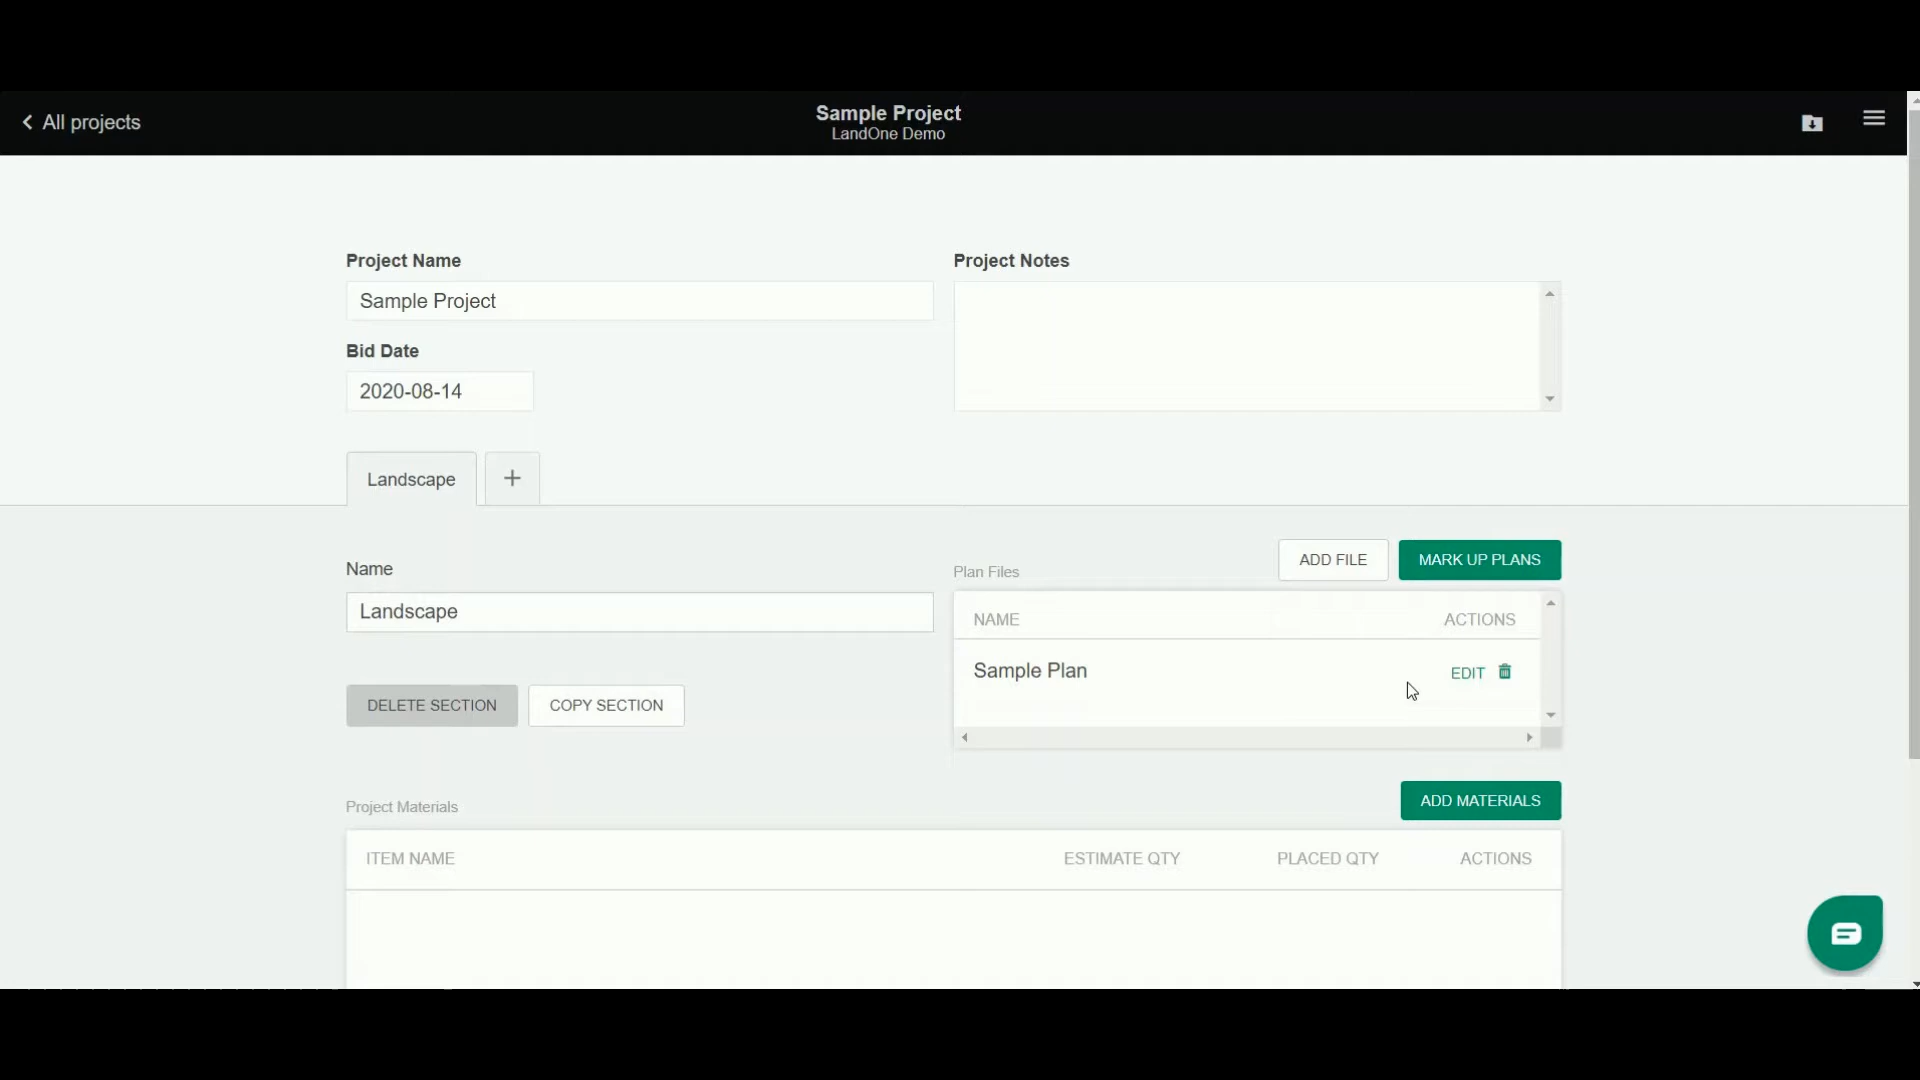 All projects
Sample Project
LandOne Demo
Project Name
Project Notes
Sample Project
Bid Date
2020-08-14
Landscape
+
Name
Plan Files
ADD FILE
MARK UP PLANS
Landscape
NAME
ACTIONS
Sample Plan
EDIT
DELETE SECTION
COPY SECTION
Project Materials
ADD MATERIALS
ITEM NAME
ESTIMATE QTY
PLACED QTY
ACTIONS